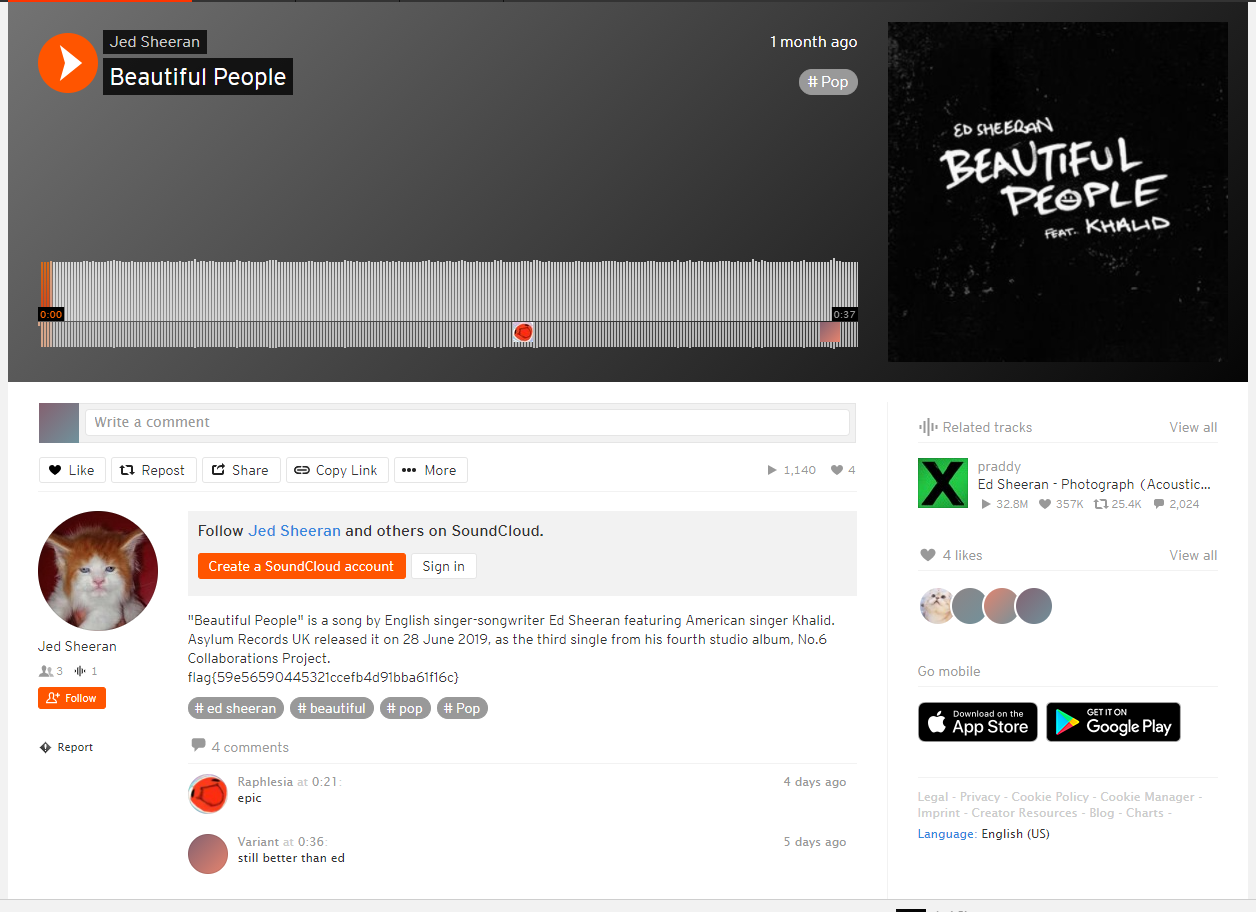 Jed Sheeran
Beautiful People
1 month ago
# Pop
ED SHEERAN
BEAUTIFUL
PEOPLE
FEAT. KHALID
0:00
0:37
Write a comment
Like
Repost
Share
Copy Link
More
1,140
4
Jed Sheeran
3
1
Follow
Report
Follow Jed Sheeran and others on SoundCloud.
Create a SoundCloud account
Sign in
"Beautiful People" is a song by English singer-songwriter Ed Sheeran featuring American singer Khalid.
Asylum Records UK released it on 28 June 2019, as the third single from his fourth studio album, No.6
Collaborations Project.
flag{59e56590445321ccefb4d91bba61f16c}
# ed sheeran
# beautiful
# pop
# Pop
4 comments
Raphlesia at 0:21:
4 days ago
epic
Variant at 0:36:
5 days ago
still better than ed
Related tracks
View all
praddy
Ed Sheeran - Photograph (Acoustic...
32.8M
357K
25.4K
2,024
4 likes
View all
Go mobile
Download on the
App Store
GET IT ON
Google Play
Legal - Privacy - Cookie Policy - Cookie Manager -
Imprint - Creator Resources - Blog - Charts -
Language: English (US)